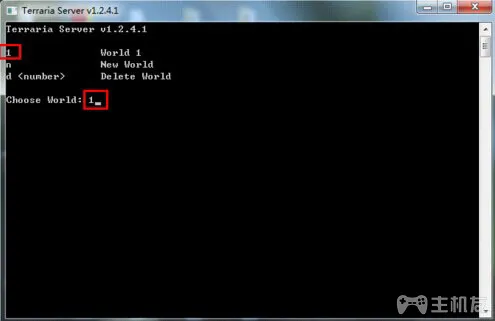 Terraria Server v1.2.4.1
Terraria Server v1.2.4.1
1 World 1
n New World
d <number> Delete World
Choose World: 1_
主机友